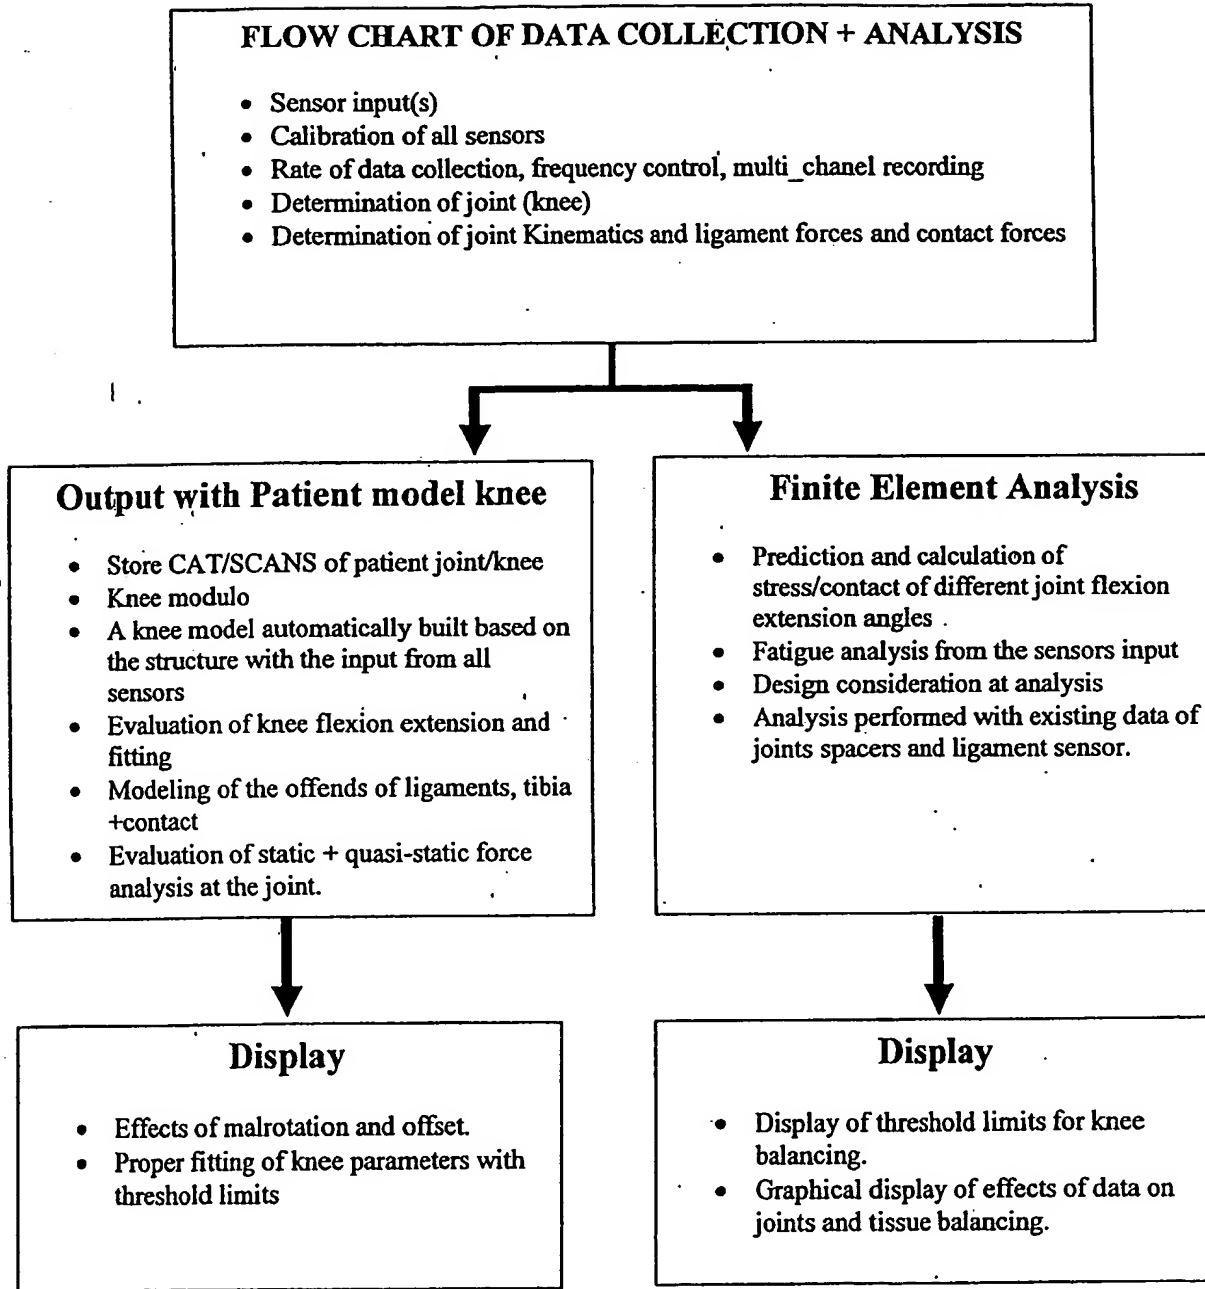 FLOW CHART OF DATA COLLECTION + ANALYSIS
• Sensor input(s)
• Calibration of all sensors
• Rate of data collection, frequency control, multi_chanel recording
• Determination of joint (knee)
• Determination of joint Kinematics and ligament forces and contact forces
Output with Patient model knee
• Store CAT/SCANS of patient joint/knee
• Knee modulo
• A knee model automatically built based on
the structure with the input from all
sensors
• Evaluation of knee flexion extension and
fitting
• Modeling of the offends of ligaments, tibia
+contact
• Evaluation of static + quasi-static force
analysis at the joint.
Finite Element Analysis
• Prediction and calculation of
stress/contact of different joint flexion
extension angles
• Fatigue analysis from the sensors input
• Design consideration at analysis
• Analysis performed with existing data of
joints spacers and ligament sensor.
Display
• Effects of malrotation and offset.
• Proper fitting of knee parameters with
threshold limits
Display
• Display of threshold limits for knee
balancing.
• Graphical display of effects of data on
joints and tissue balancing.